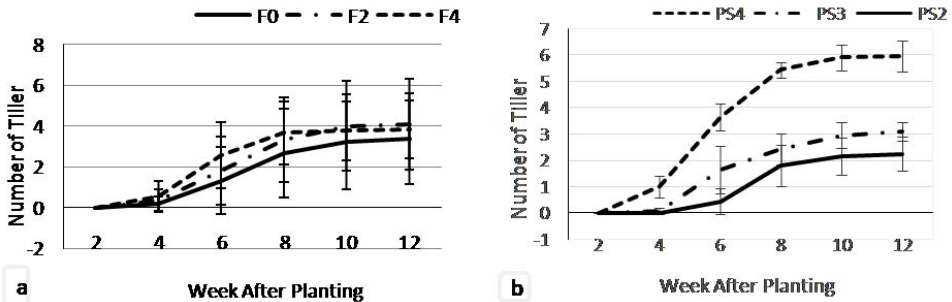 F0 F2 F4
8
6
4
2
0
-2
2 4 6 8 10 12
Number of Tiller
Week After Planting
a
PS4 PS3 PS2
7
6
5
4
3
2
1
0
-1
2 4 6 8 10 12
Number of Tiller
Week After Planting
b